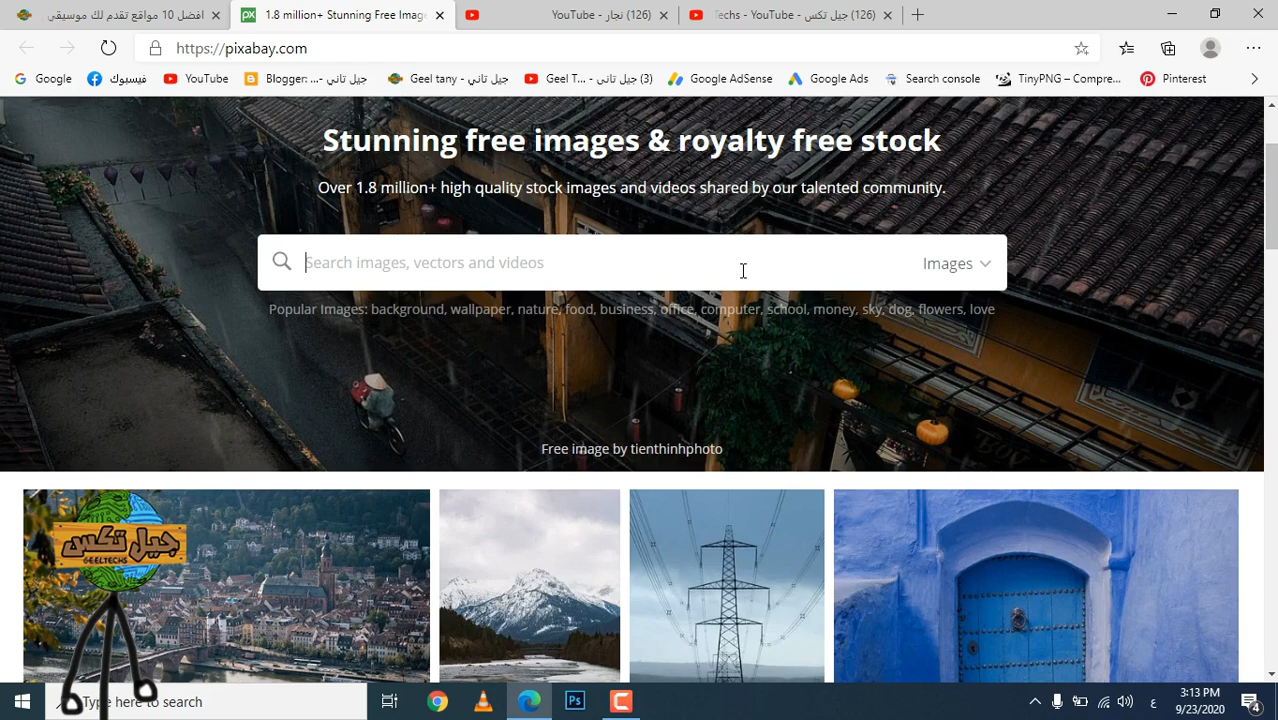 افضل 10 مواقع تقدم لك موسيقى
1.8 million+ Stunning Free Image
(126) نجار - YouTube
(126) جيل تكس - Techs - YouTube
https://pixabay.com
Google
فيسبوك
YouTube
Blogger: ...- جيل تاني
Geel tany - جيل تاني
(3) جيل تاني - ...Geel T
Google AdSense
Google Ads
Search console
TinyPNG – Compre...
Pinterest
Stunning free images & royalty free stock
Over 1.8 million+ high quality stock images and videos shared by our talented community.
Search images, vectors and videos
Images
Popular Images: background, wallpaper, nature, food, business, office, computer, school, money, sky, dog, flowers, love
Free image by tienthinhphoto
جيل تكس
GEELTECHS
Type here to search
Ps
ع
3:13 PM
9/23/2020
4